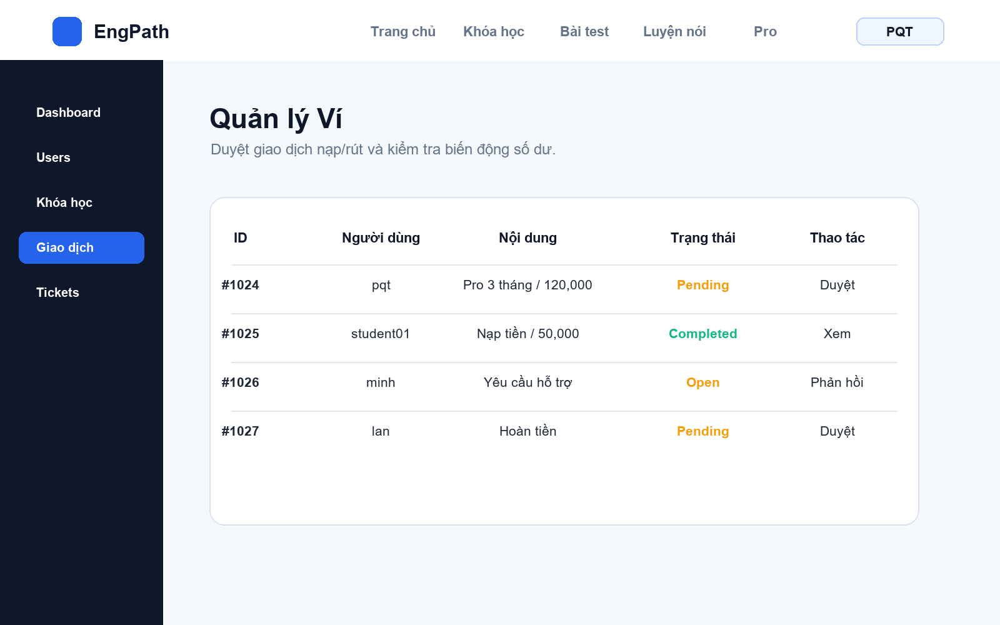 EngPath Trang chủ Khóa học Bài test Luyện nói Pro PQT
Dashboard
Users
Khóa học
Giao dịch
Tickets
Quản lý Ví
Duyệt giao dịch nạp/rút và kiểm tra biến động số dư.
ID Người dùng Nội dung Trạng thái Thao tác
#1024 pqt Pro 3 tháng / 120,000 Pending Duyệt
#1025 student01 Nạp tiền / 50,000 Completed Xem
#1026 minh Yêu cầu hỗ trợ Open Phản hồi
#1027 lan Hoàn tiền Pending Duyệt